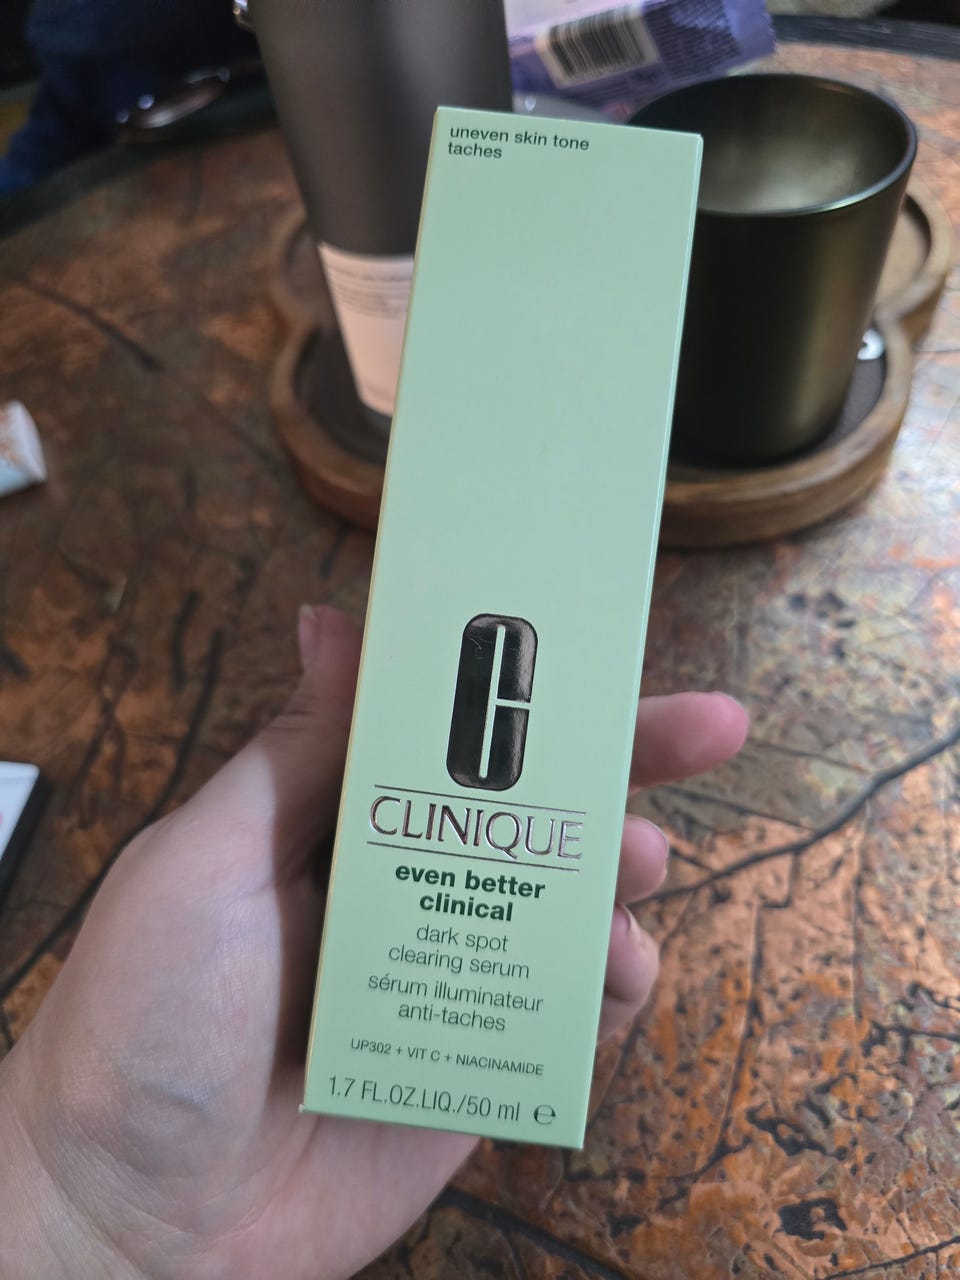 uneven skin tone
taches
C
CLINIQUE
even better
clinical
dark spot
clearing serum
sérum illuminateur
anti-taches
UP302 + VIT C + NIACINAMIDE
1.7 FL.OZ.LIQ./50 ml ℮